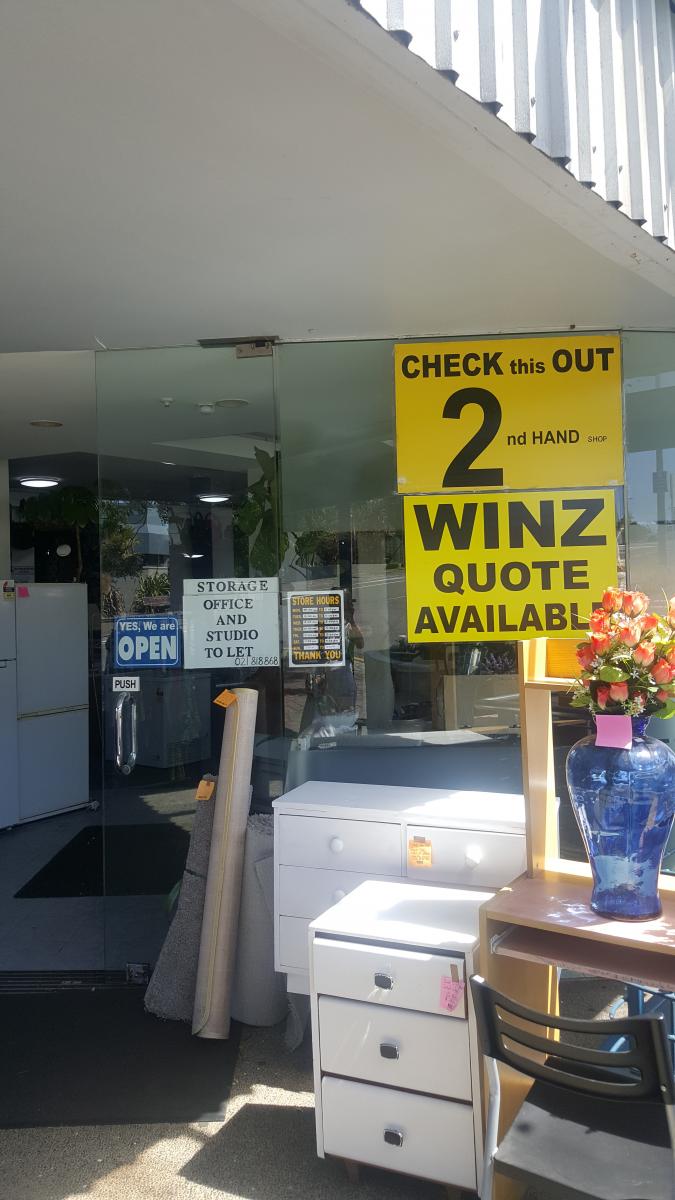 CHECK this OUT
2 nd HAND SHOP
WINZ
QUOTE
AVAILABLE
STORAGE
OFFICE
AND
STUDIO
TO LET
021 818868
YES, We are
OPEN
STORE HOURS
THANK YOU
PUSH